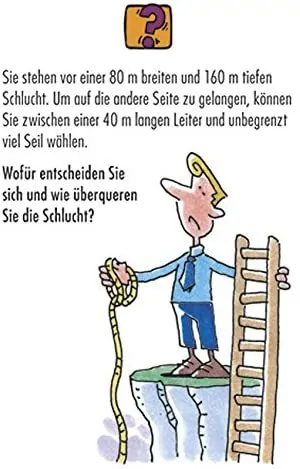 ?
Sie stehen vor einer 80 m breiten und 160 m tiefen
Schlucht. Um auf die andere Seite zu gelangen, können
Sie zwischen einer 40 m langen Leiter und unbegrenzt
viel Seil wählen.
Wofür entscheiden Sie
sich und wie überqueren
Sie die Schlucht?